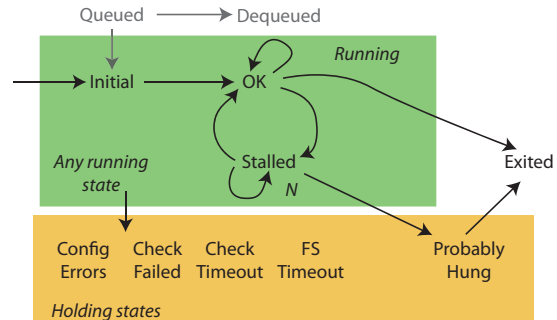 Queued
Dequeued
Running
Initial
OK
Any running
state
Stalled
N
Exited
Config
Errors
Check
Failed
Check
Timeout
FS
Timeout
Probably
Hung
Holding states